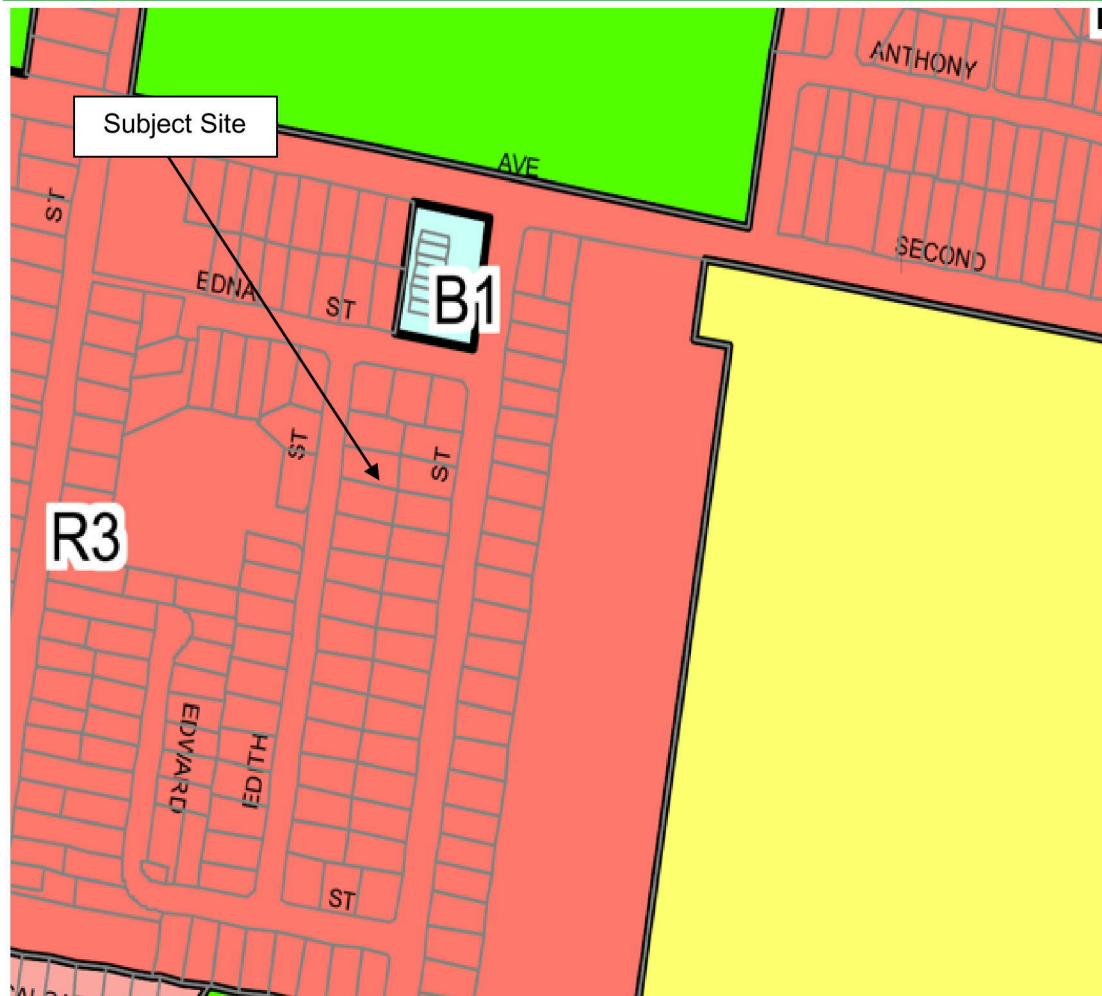 ANTHONY
Subject Site
AVE
ST
SECOND
EDNA
ST
B1
ST
ST
R3
EDWARD
EDITH
ST